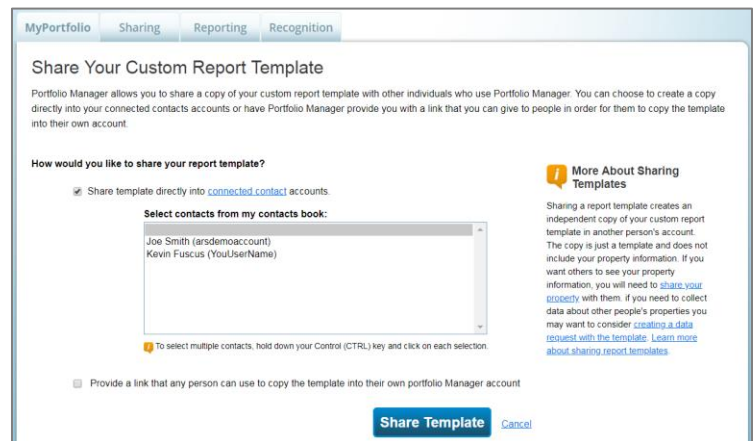 MyPortfolio Sharing Reporting Recognition
Share Your Custom Report Template
Portfolio Manager allows you to share a copy of your custom report template with other individuals who use Portfolio Manager. You can choose to create a copy
directly into your connected contacts accounts or have Portfolio Manager provide you with a link that you can give to people in order for them to copy the template
into their own account
How would you like to share your report template?
Share template directly into connected contact accounts.
Select contacts from my contacts book:
Joe Smith (arsdemoaccount)
Kevin Fuscus (YouUserName)
To select multiple contacts, hold down your Control (CTRL) key and click on each selection.
Provide a link that any person can use to copy the template into their own portfolio Manager account
Share Template Cancel
More About Sharing
Templates
Sharing a report template creates an
independent copy of your custom report
template in another person's account.
The copy is just a template and does not
include your property information. If you
want others to see your property
information, you will need to share your
property with them. if you need to collect
data about other people's properties you
may want to consider creating a data
request with the template. Learn more
about sharing report templates.